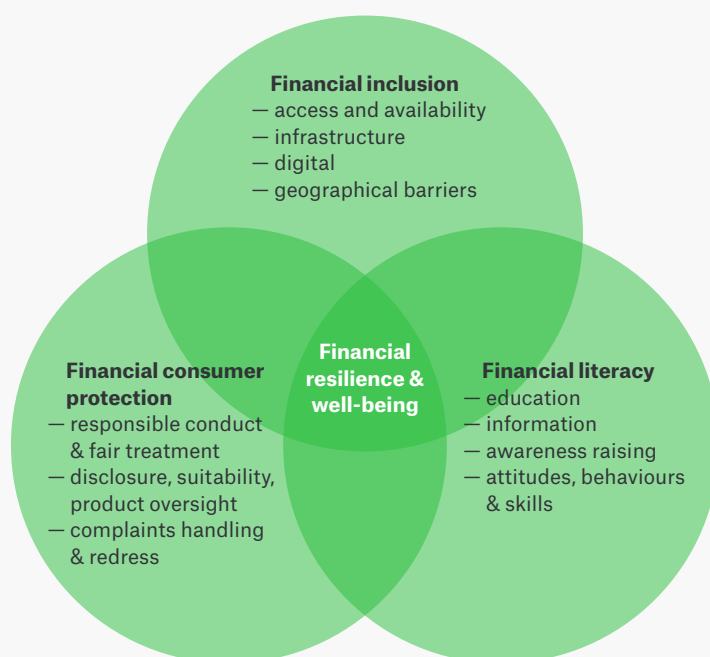 Financial inclusion
— access and availability
— infrastructure
— digital
— geographical barriers
Financial
resilience &
well-being
Financial consumer
protection
— responsible conduct
& fair treatment
— disclosure, suitability,
product oversight
— complaints handling
& redress
Financial literacy
— education
— information
— awareness raising
— attitudes, behaviours
& skills